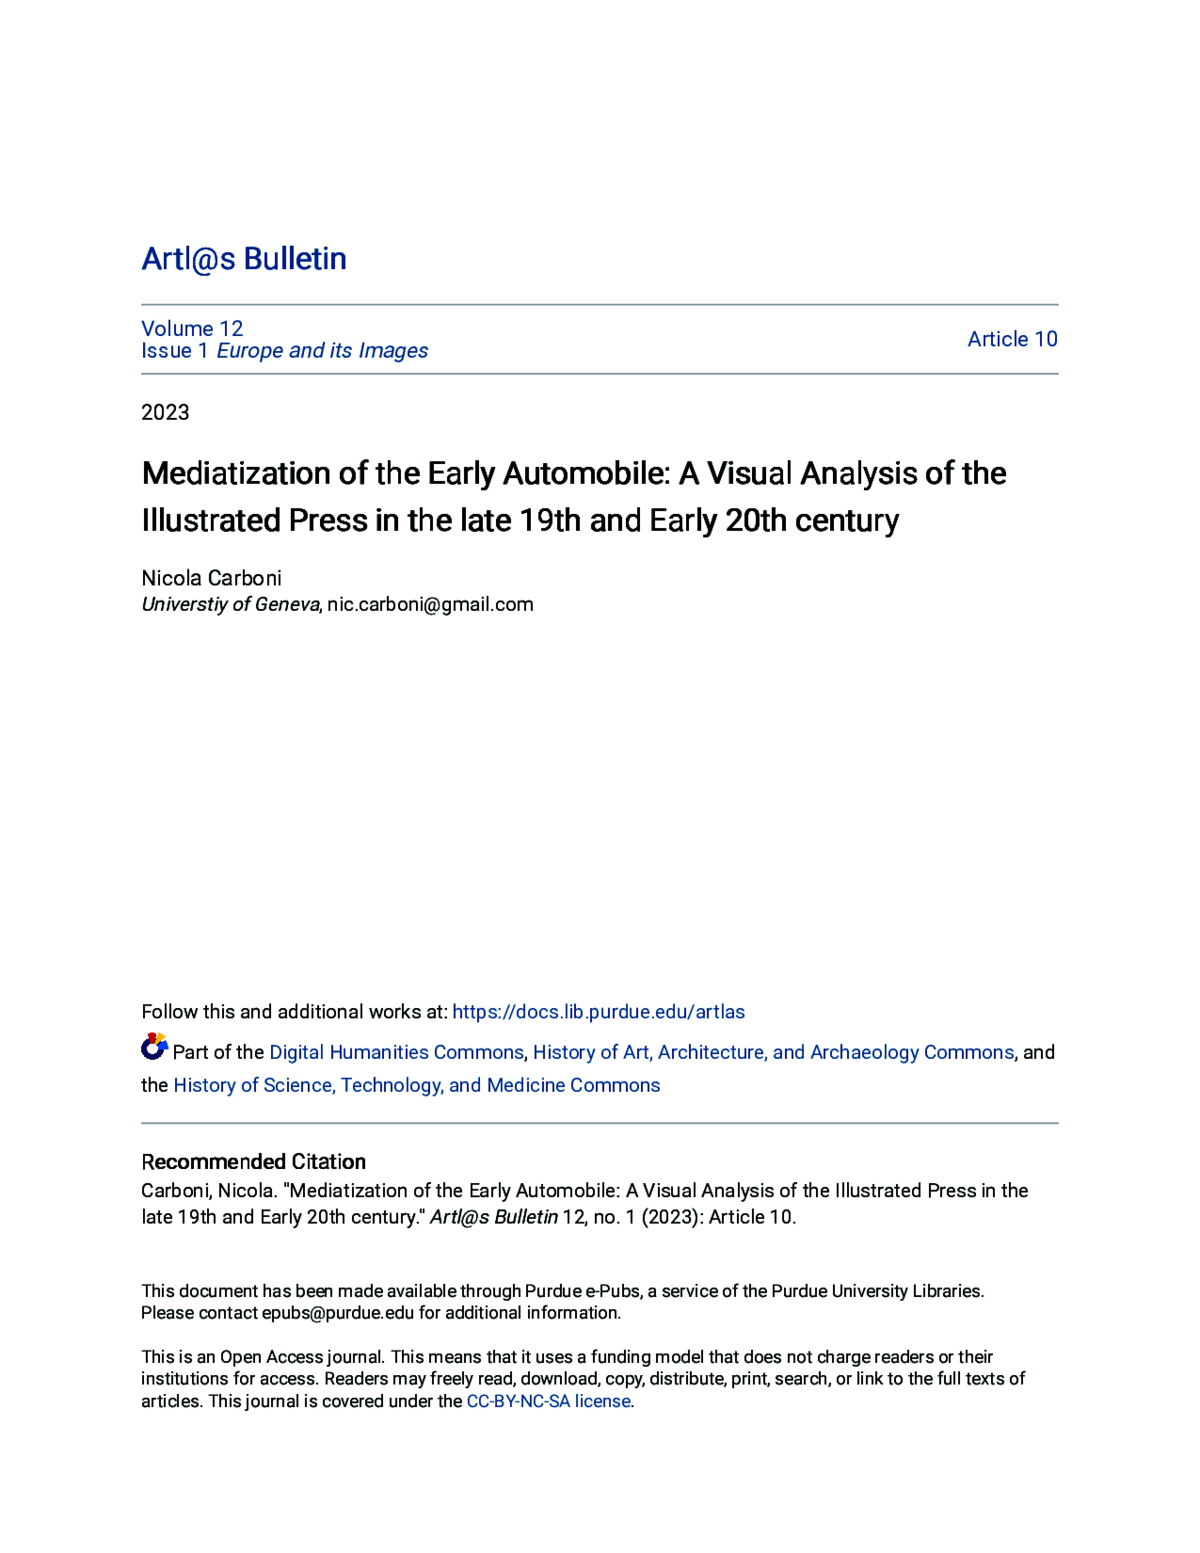 Artl@s Bulletin
Volume 12
Issue 1 Europe and its Images
Article 10
2023
Mediatization of the Early Automobile: A Visual Analysis of the
Illustrated Press in the late 19th and Early 20th century
Nicola Carboni
Universtiy of Geneva, nic.carboni@gmail.com
Follow this and additional works at: https://docs.lib.purdue.edu/artlas
Part of the Digital Humanities Commons, History of Art, Architecture, and Archaeology Commons, and
the History of Science, Technology, and Medicine Commons
Recommended Citation
Carboni, Nicola. "Mediatization of the Early Automobile: A Visual Analysis of the Illustrated Press in the
late 19th and Early 20th century." Artl@s Bulletin 12, no. 1 (2023): Article 10.
This document has been made available through Purdue e-Pubs, a service of the Purdue University Libraries.
Please contact epubs@purdue.edu for additional information.
This is an Open Access journal. This means that it uses a funding model that does not charge readers or their
institutions for access. Readers may freely read, download, copy, distribute, print, search, or link to the full texts of
articles. This journal is covered under the CC-BY-NC-SA license.